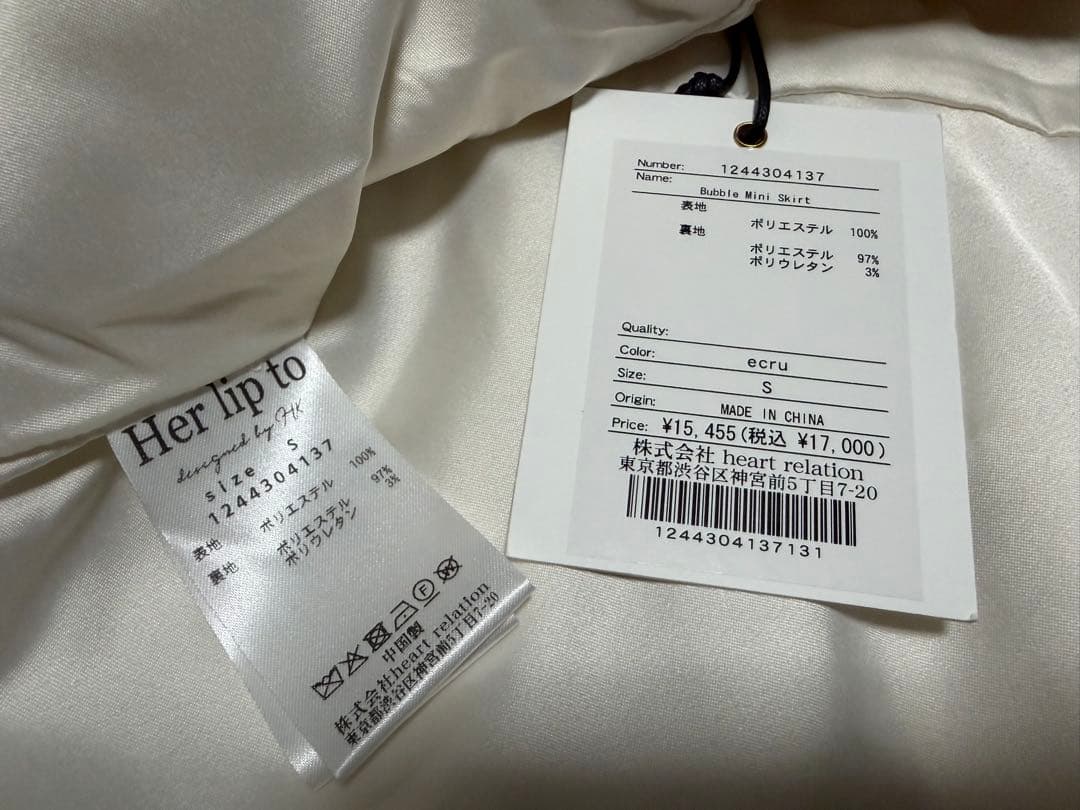 Number: 1244304137
Name: Bubble Mini Skirt
表地 ポリエステル 100%
裏地 ポリエステル 97%
ポリウレタン 3%
Quality:
Color: ecru
Size: S
Origin: MADE IN CHINA
Price: ¥15,455(税込 ¥17,000)
株式会社 heart relation
東京都渋谷区神宮前5丁目7-20
1244304137131
Her lip to
designed by HK
size S
1244304137
表地 ポリエステル 100%
裏地 ポリエステル 97%
ポリウレタン 3%
中国製
株式会社heart relation
東京都渋谷区神宮前5丁目7-20